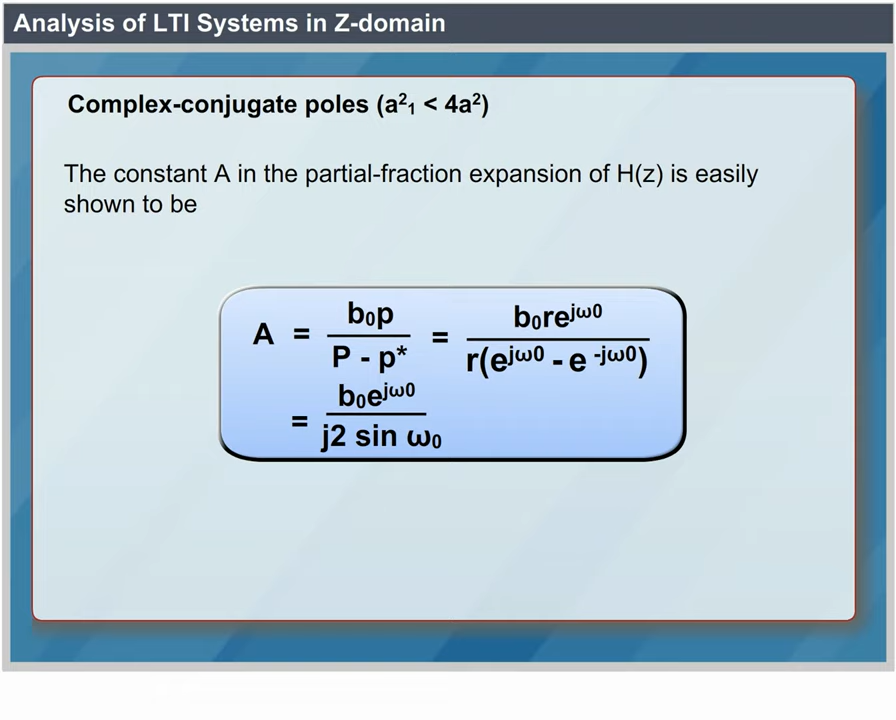 Analysis of LTI Systems in Z-domain
Complex-conjugate poles (a²₁ < 4a²)
The constant A in the partial-fraction expansion of H(z) is easily
shown to be
A = b₀p / P - p* = b₀re^jω0 / r(e^jω0 - e^-jω0)
= b₀e^jω0 / j2 sin ω₀